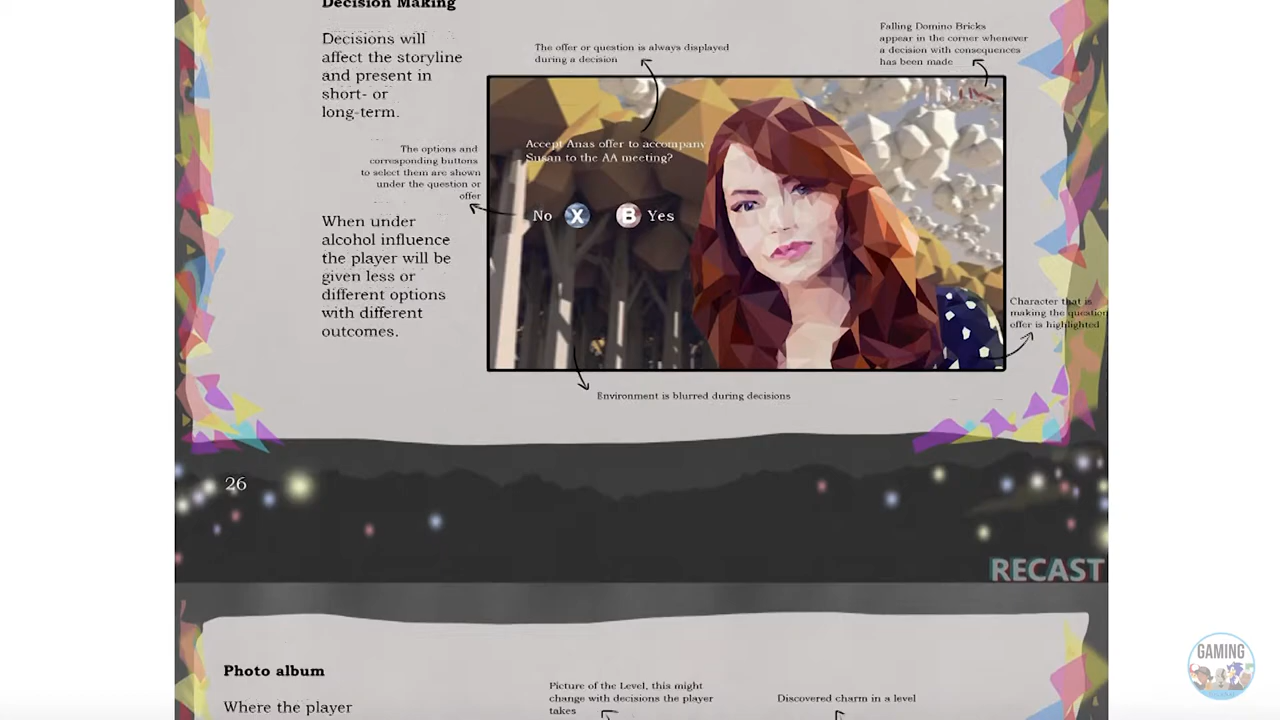 Decision Making
Decisions will
affect the storyline
and present in
short- or
long-term.
The offer or question is always displayed
during a decision
Falling Domino Bricks
appear in the corner whenever
a decision with consequences
has been made
The options and
corresponding buttons
to select them are shown
under the question or
offer
Accept Anas offer to accompany
Susan to the AA meeting?
No X B Yes
When under
alcohol influence
the player will be
given less or
different options
with different
outcomes.
Character that is
making the question
offer is highlighted
Environment is blurred during decisions
26
RECAST
Photo album
Where the player
Picture of the Level, this might
change with decisions the player
takes
Discovered charm in a level
GAMING